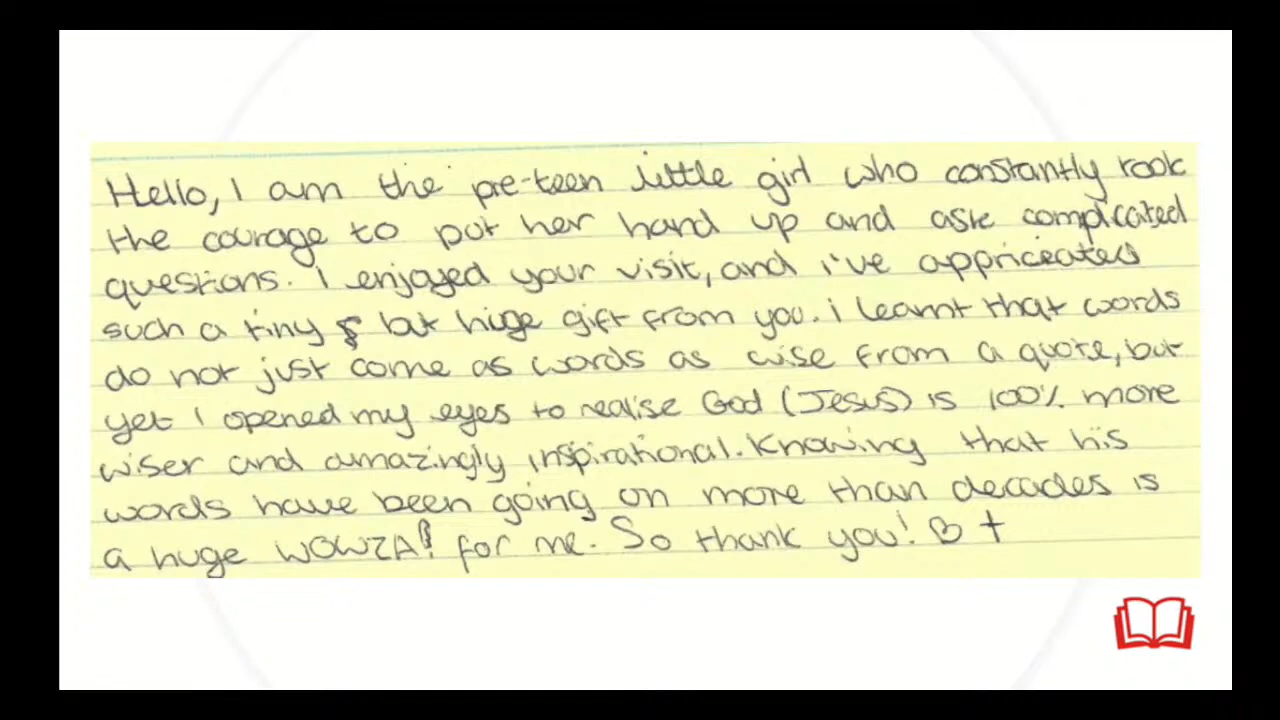 Hello, I am the pre-teen little girl who constantly took
the courage to put her hand up and ask complicated
questions. I enjoyed your visit, and i've appriceated
such a tiny but huge gift from you. i learnt that words
do not just come as words as wise from a quote, but
yet I opened my eyes to realise God (Jesus) is 100% more
wiser and amazingly inspirational. Knowing that his
words have been going on more than decades is
a huge WOWZA! for me. So thank you! ♡ †